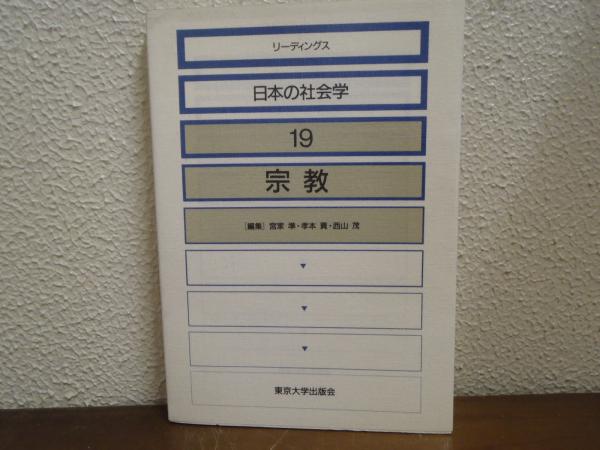 リーディングス
日本の社会学
19
宗教
［編集］宮家 準・孝本 貢・西山 茂
▼
▼
▼
東京大学出版会